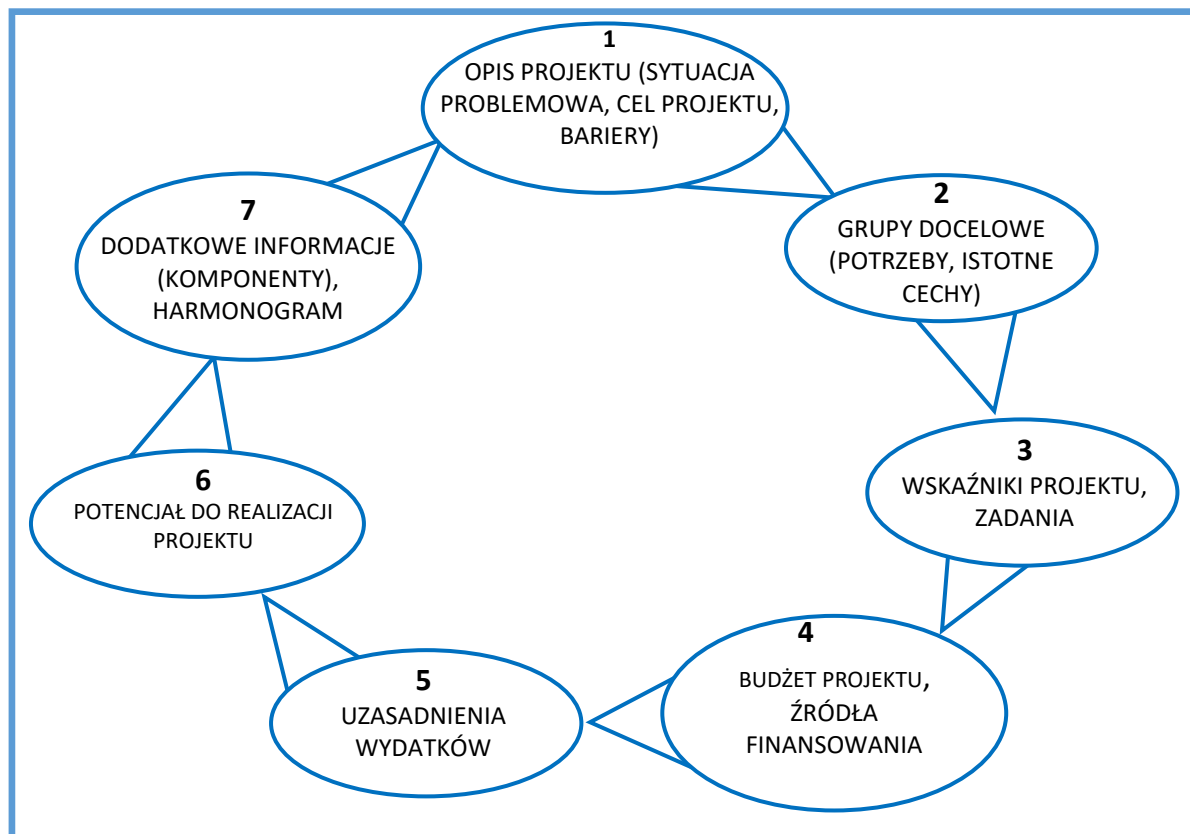 1
OPIS PROJEKTU (SYTUACJA
PROBLEMOWA, CEL PROJEKTU,
BARIERY)
2
GRUPY DOCELOWE
(POTRZEBY, ISTOTNE
CECHY)
3
WSKAŹNIKI PROJEKTU,
ZADANIA
4
BUDŻET PROJEKTU,
ŹRÓDŁA
FINANSOWANIA
5
UZASADNIENIA
WYDATKÓW
6
POTENCJAŁ DO REALIZACJI
PROJEKTU
7
DODATKOWE INFORMACJE
(KOMPONENTY),
HARMONOGRAM